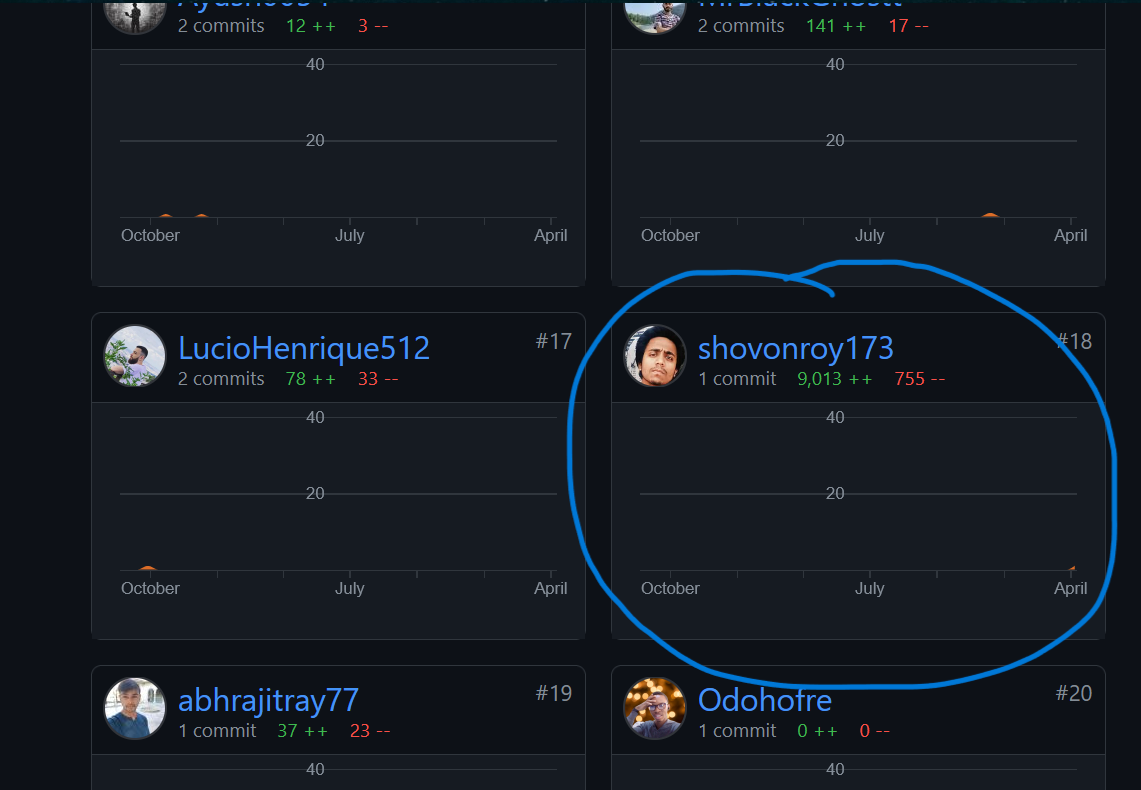 2 commits 12 ++ 3 --
40
20
October July April
2 commits 141 ++ 17 --
40
20
October July April
LucioHenrique512 #17
2 commits 78 ++ 33 --
40
20
October July April
shovonroy173 #18
1 commit 9,013 ++ 755 --
40
20
October July April
abhrajitray77 #19
1 commit 37 ++ 23 --
40
Odohofre #20
1 commit 0 ++ 0 --
40